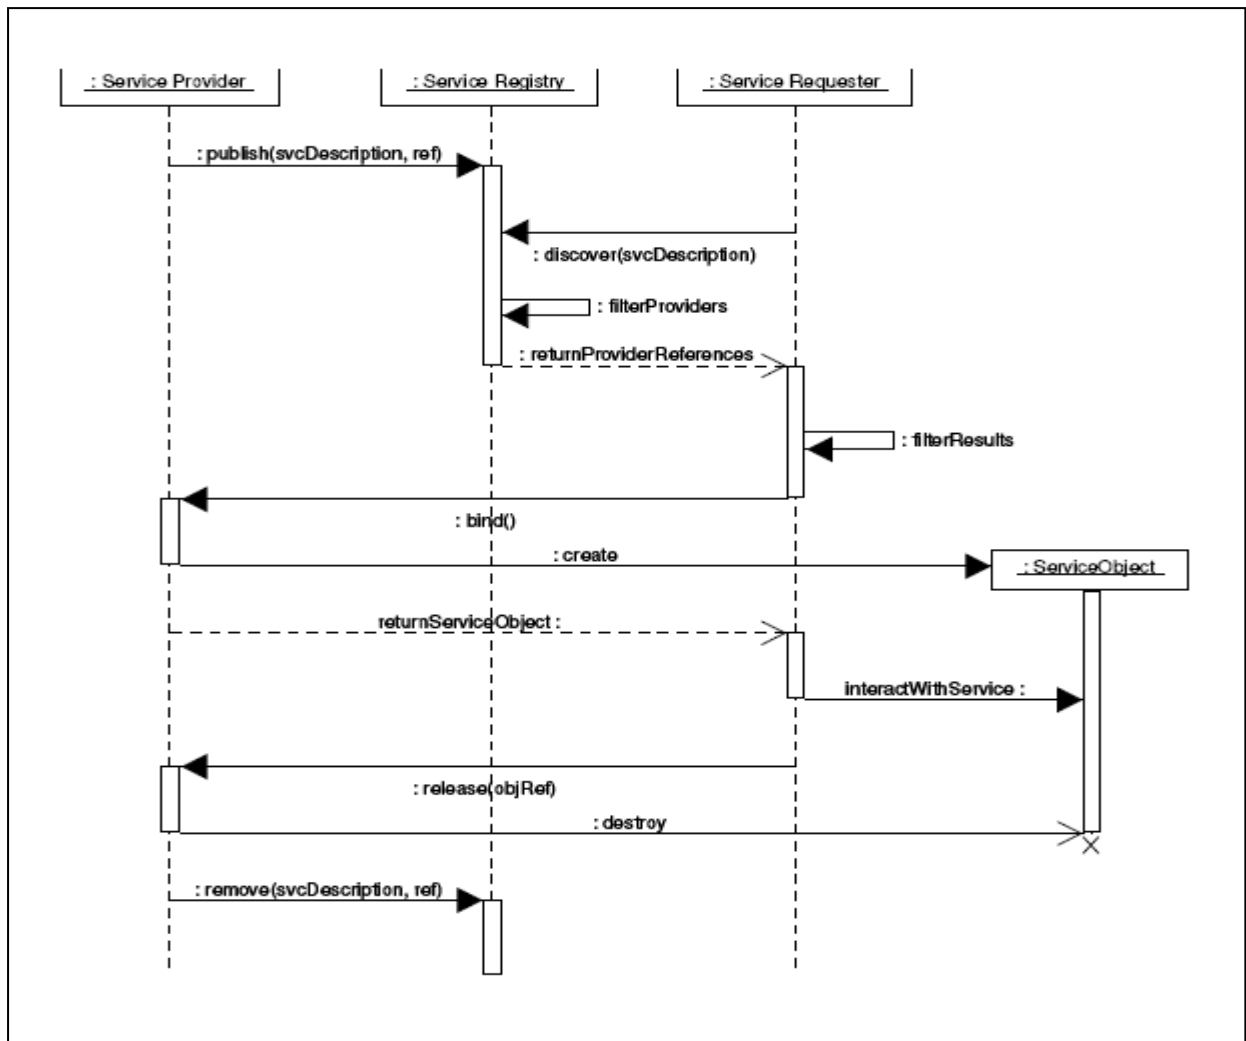 : Service Provider
: Service Registry
: Service Requester
: publish(svcDescription, ref)
: discover(svcDescription)
: filterProviders
: returnProviderReferences
: filterResults
: bind()
: create
: ServiceObject
returnServiceObject :
interactWithService :
: release(objRef)
: destroy
: remove(svcDescription, ref)